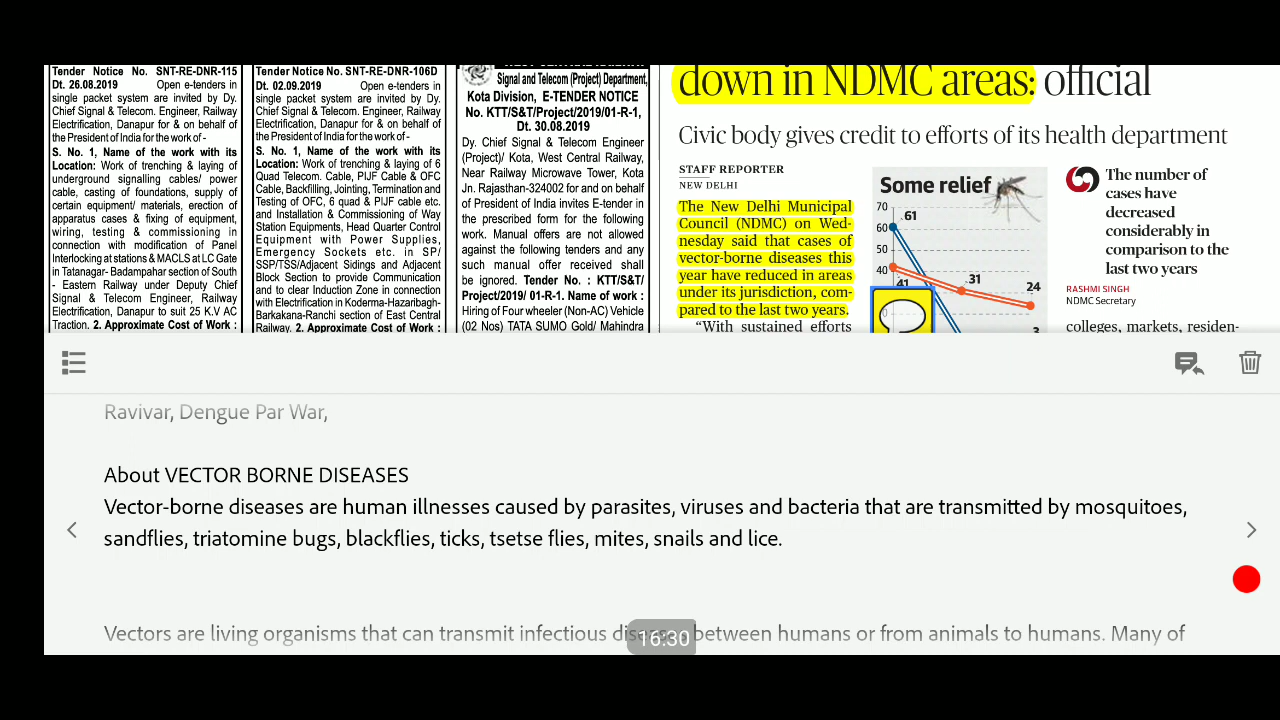 Tender Notice No. SNT-RE-DNR-115
Dt. 26.08.2019 Open e-tenders in
single packet system are invited by Dy.
Chief Signal & Telecom. Engineer, Railway
Electrification, Danapur for & on behalf of
the President of India for the work of -
S. No. 1, Name of the work with its
Location: Work of trenching & laying of
underground signalling cables/ power
cable, casting of foundations, supply of
certain equipment/ materials, erection of
apparatus cases & fixing of equipment,
wiring, testing & commissioning in
connection with modification of Panel
Interlocking at stations & MACLS at LC Gate
in Tatanagar- Badampahar section of South
- Eastern Railway under Deputy Chief
Signal & Telecom Engineer, Railway
Electrification, Danapur to suit 25 K.V AC
Traction. 2. Approximate Cost of Work :
Tender Notice No. SNT-RE-DNR-106D
Dt. 02.09.2019 Open e-tenders in
single packet system are invited by Dy.
Chief Signal & Telecom. Engineer, Railway
Electrification, Danapur for & on behalf of
the President of India for the work of -
S. No. 1, Name of the work with its
Location: Work of trenching & laying of 6
Quad Telecom. Cable, PIJF Cable & OFC
Cable, Backfilling, Jointing, Termination and
Testing of OFC, 6 quad & PIJF cable etc.
and Installation & Commissioning of Way
Station Equipments, Head Quarter Control
Equipment with Power Supplies,
Emergency Sockets etc. in SP/
SSP/TSS/Adjacent Sidings and Adjacent
Block Section to provide Communication
and to clear Induction Zone in connection
with Electrification in Koderma-Hazaribagh-
Barkakana-Ranchi section of East Central
Railway. 2. Approximate Cost of Work :
Signal and Telecom (Project) Department,
Kota Division, E-TENDER NOTICE
No. KTT/S&T/Project/2019/01-R-1,
Dt. 30.08.2019
Dy. Chief Signal & Telecom Engineer
(Project)/ Kota, West Central Railway,
Near Railway Microwave Tower, Kota
Jn. Rajasthan-324002 for and on behalf
of President of India invites E-tender in
the prescribed form for the following
work. Manual offers are not allowed
against the following tenders and any
such manual offer received shall
be ignored. Tender No. : KTT/S&T/
Project/2019/ 01-R-1. Name of work :
Hiring of Four wheeler (Non-AC) Vehicle
(02 Nos) TATA SUMO Gold/ Mahindra
down in NDMC areas: official
Civic body gives credit to efforts of its health department
STAFF REPORTER
NEW DELHI
The New Delhi Municipal
Council (NDMC) on Wed-
nesday said that cases of
vector-borne diseases this
year have reduced in areas
under its jurisdiction, com-
pared to the last two years.
“With sustained efforts
Some relief
70
60
50
40
61
41
31
24
3
The number of
cases have
decreased
considerably in
comparison to the
last two years
RASHMI SINGH
NDMC Secretary
colleges, markets, residen-
Ravivar, Dengue Par War,
About VECTOR BORNE DISEASES
Vector-borne diseases are human illnesses caused by parasites, viruses and bacteria that are transmitted by mosquitoes,
sandflies, triatomine bugs, blackflies, ticks, tsetse flies, mites, snails and lice.
Vectors are living organisms that can transmit infectious diseases between humans or from animals to humans. Many of
16:30